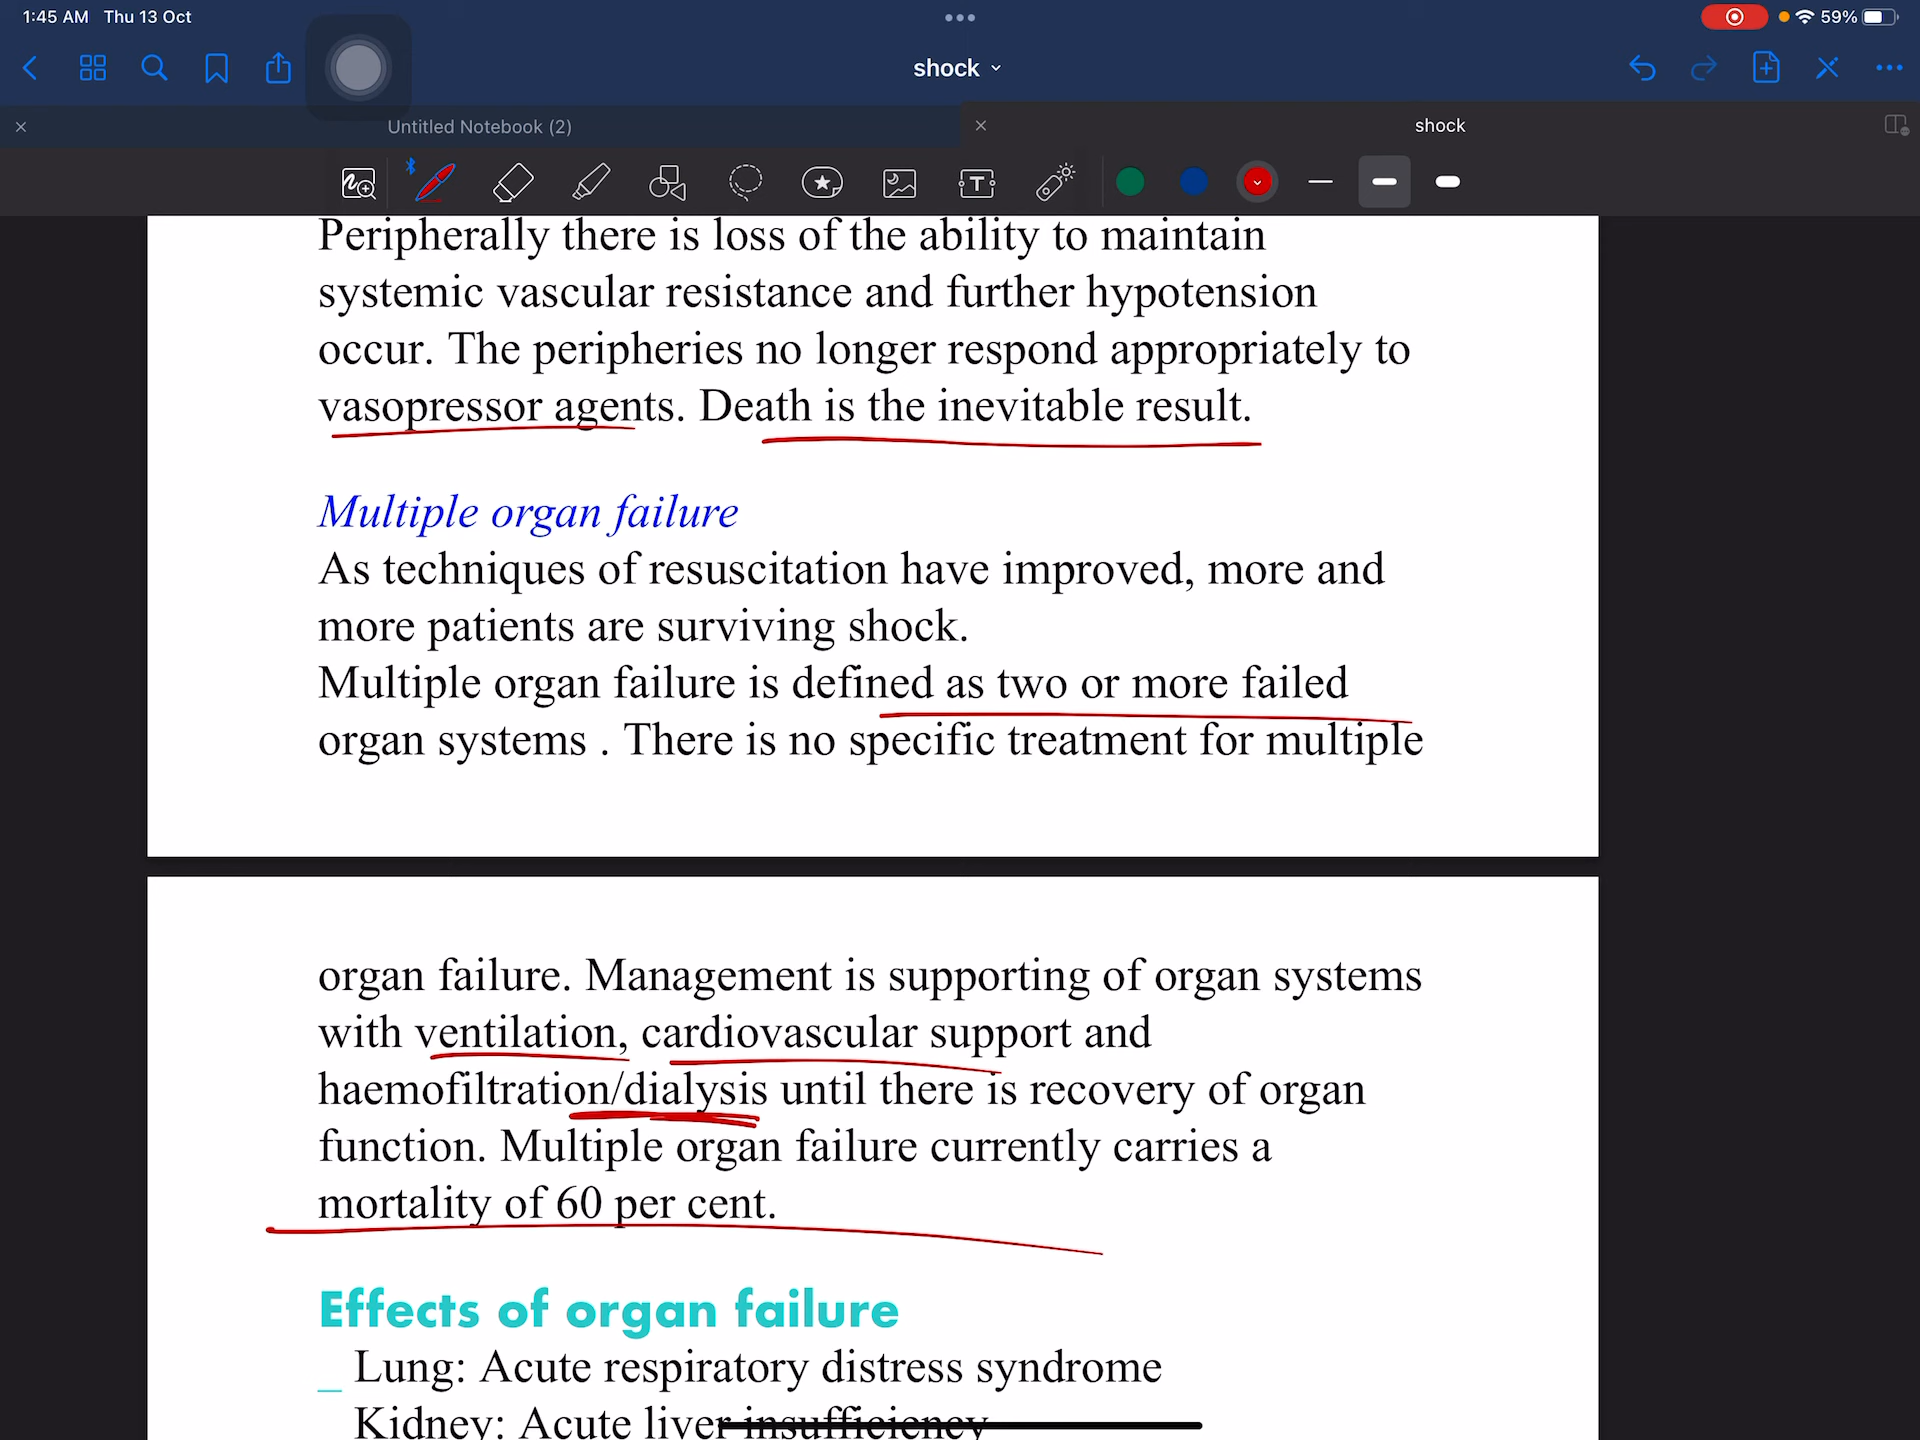 1:45 AM Thu 13 Oct
59%
shock
Untitled Notebook (2)
shock
Peripherally there is loss of the ability to maintain
systemic vascular resistance and further hypotension
occur. The peripheries no longer respond appropriately to
vasopressor agents. Death is the inevitable result.
Multiple organ failure
As techniques of resuscitation have improved, more and
more patients are surviving shock.
Multiple organ failure is defined as two or more failed
organ systems . There is no specific treatment for multiple
organ failure. Management is supporting of organ systems
with ventilation, cardiovascular support and
haemofiltration/dialysis until there is recovery of organ
function. Multiple organ failure currently carries a
mortality of 60 per cent.
Effects of organ failure
_ Lung: Acute respiratory distress syndrome
Kidney: Acute liver insufficiency